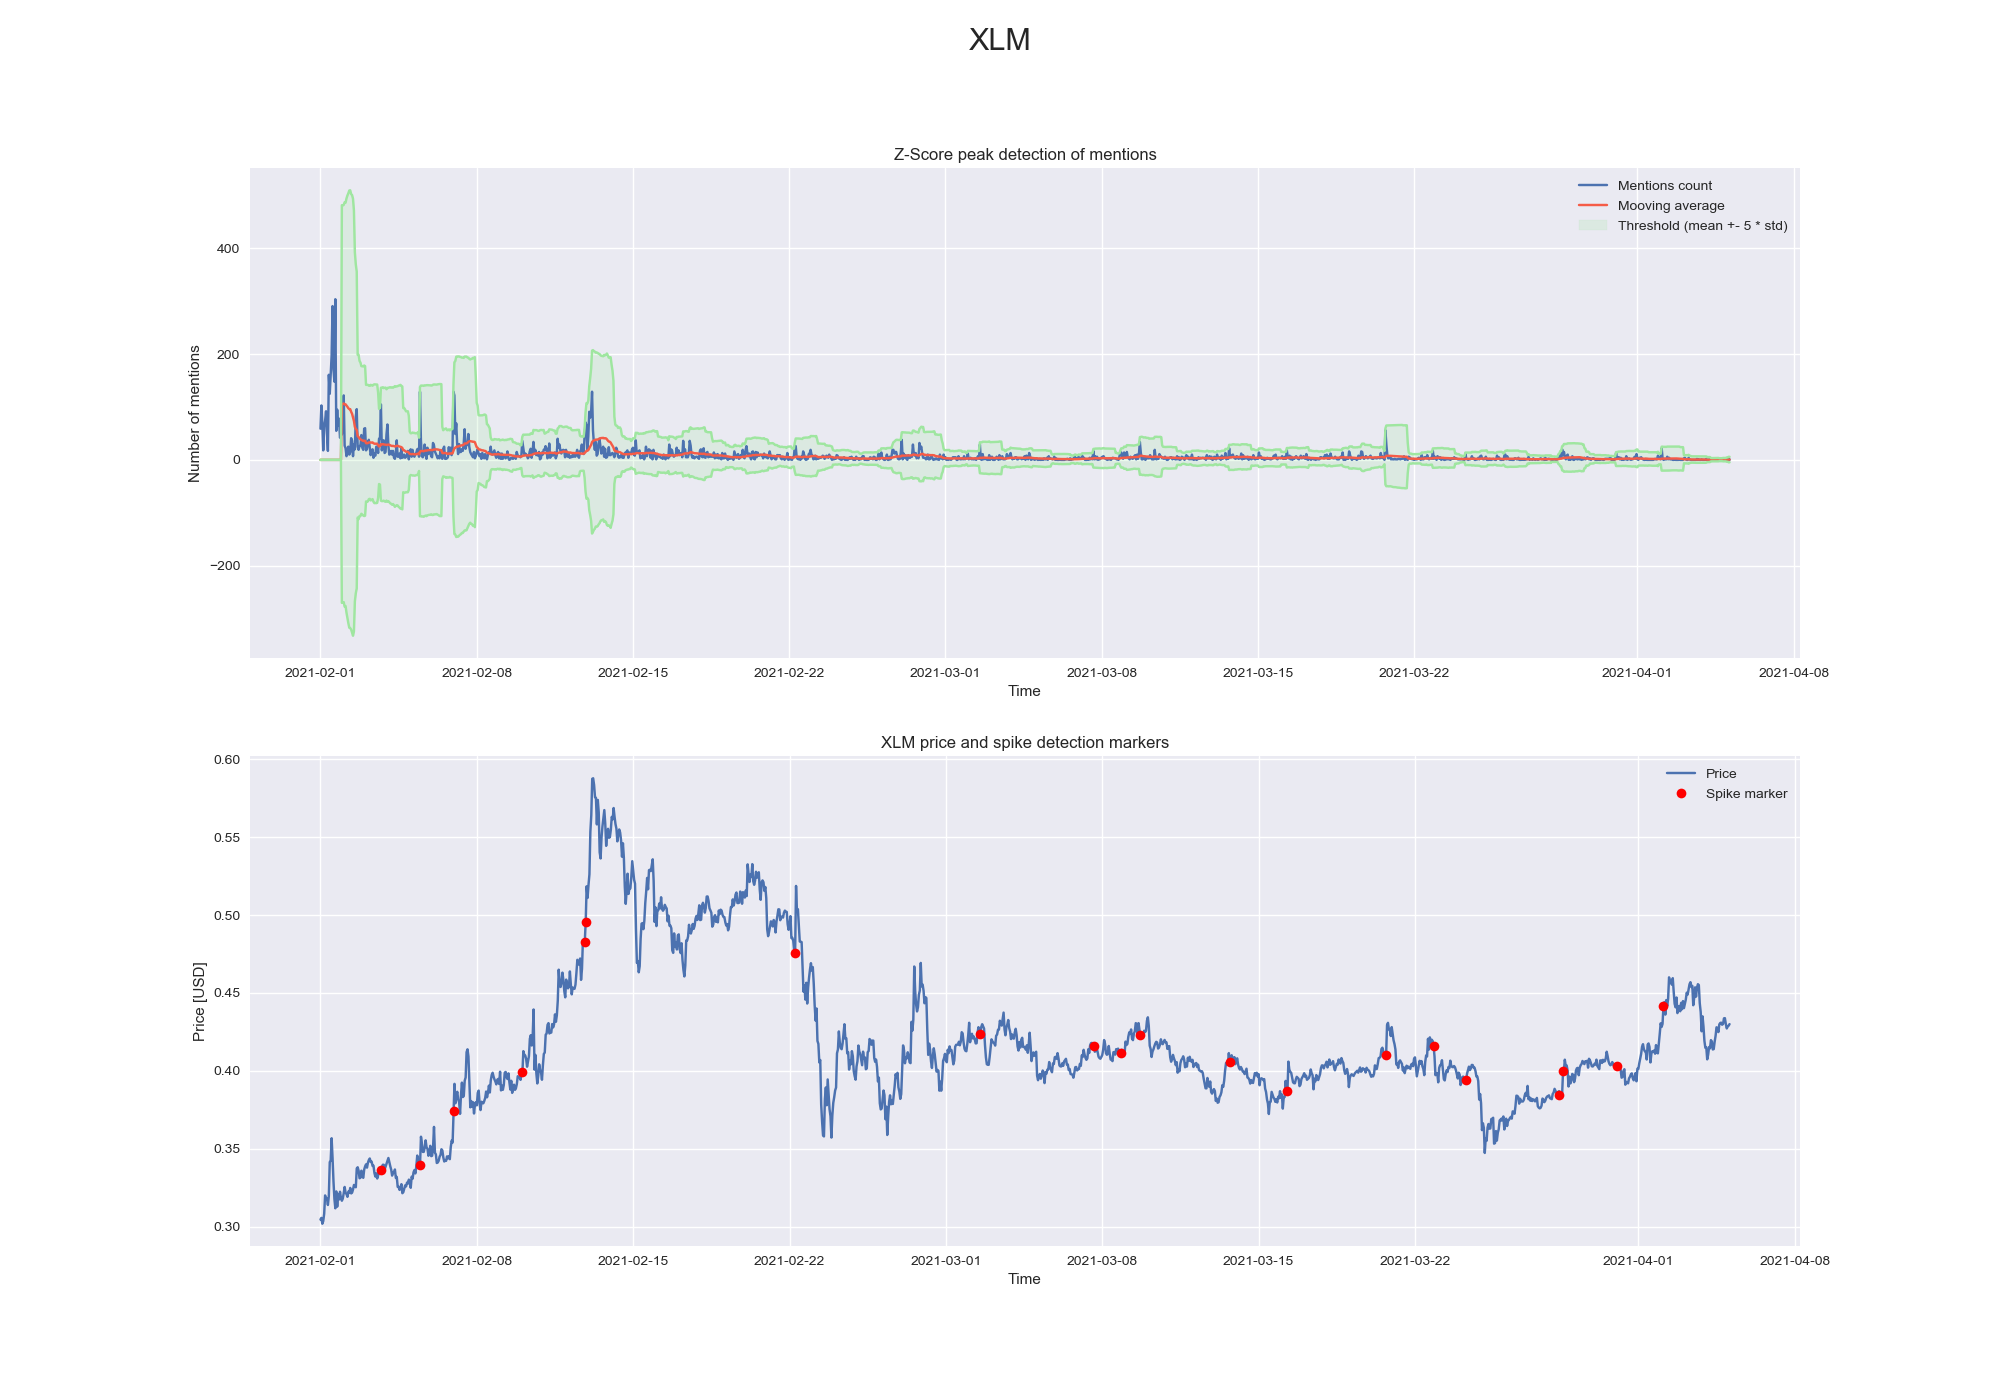 XLM
Z-Score peak detection of mentions
Mentions count
Mooving average
Threshold (mean +- 5 * std)
Number of mentions
400
200
0
−200
2021-02-01 2021-02-08 2021-02-15 2021-02-22 2021-03-01 2021-03-08 2021-03-15 2021-03-22 2021-04-01 2021-04-08
Time
XLM price and spike detection markers
Price
Spike marker
Price [USD]
0.60
0.55
0.50
0.45
0.40
0.35
0.30
2021-02-01 2021-02-08 2021-02-15 2021-02-22 2021-03-01 2021-03-08 2021-03-15 2021-03-22 2021-04-01 2021-04-08
Time